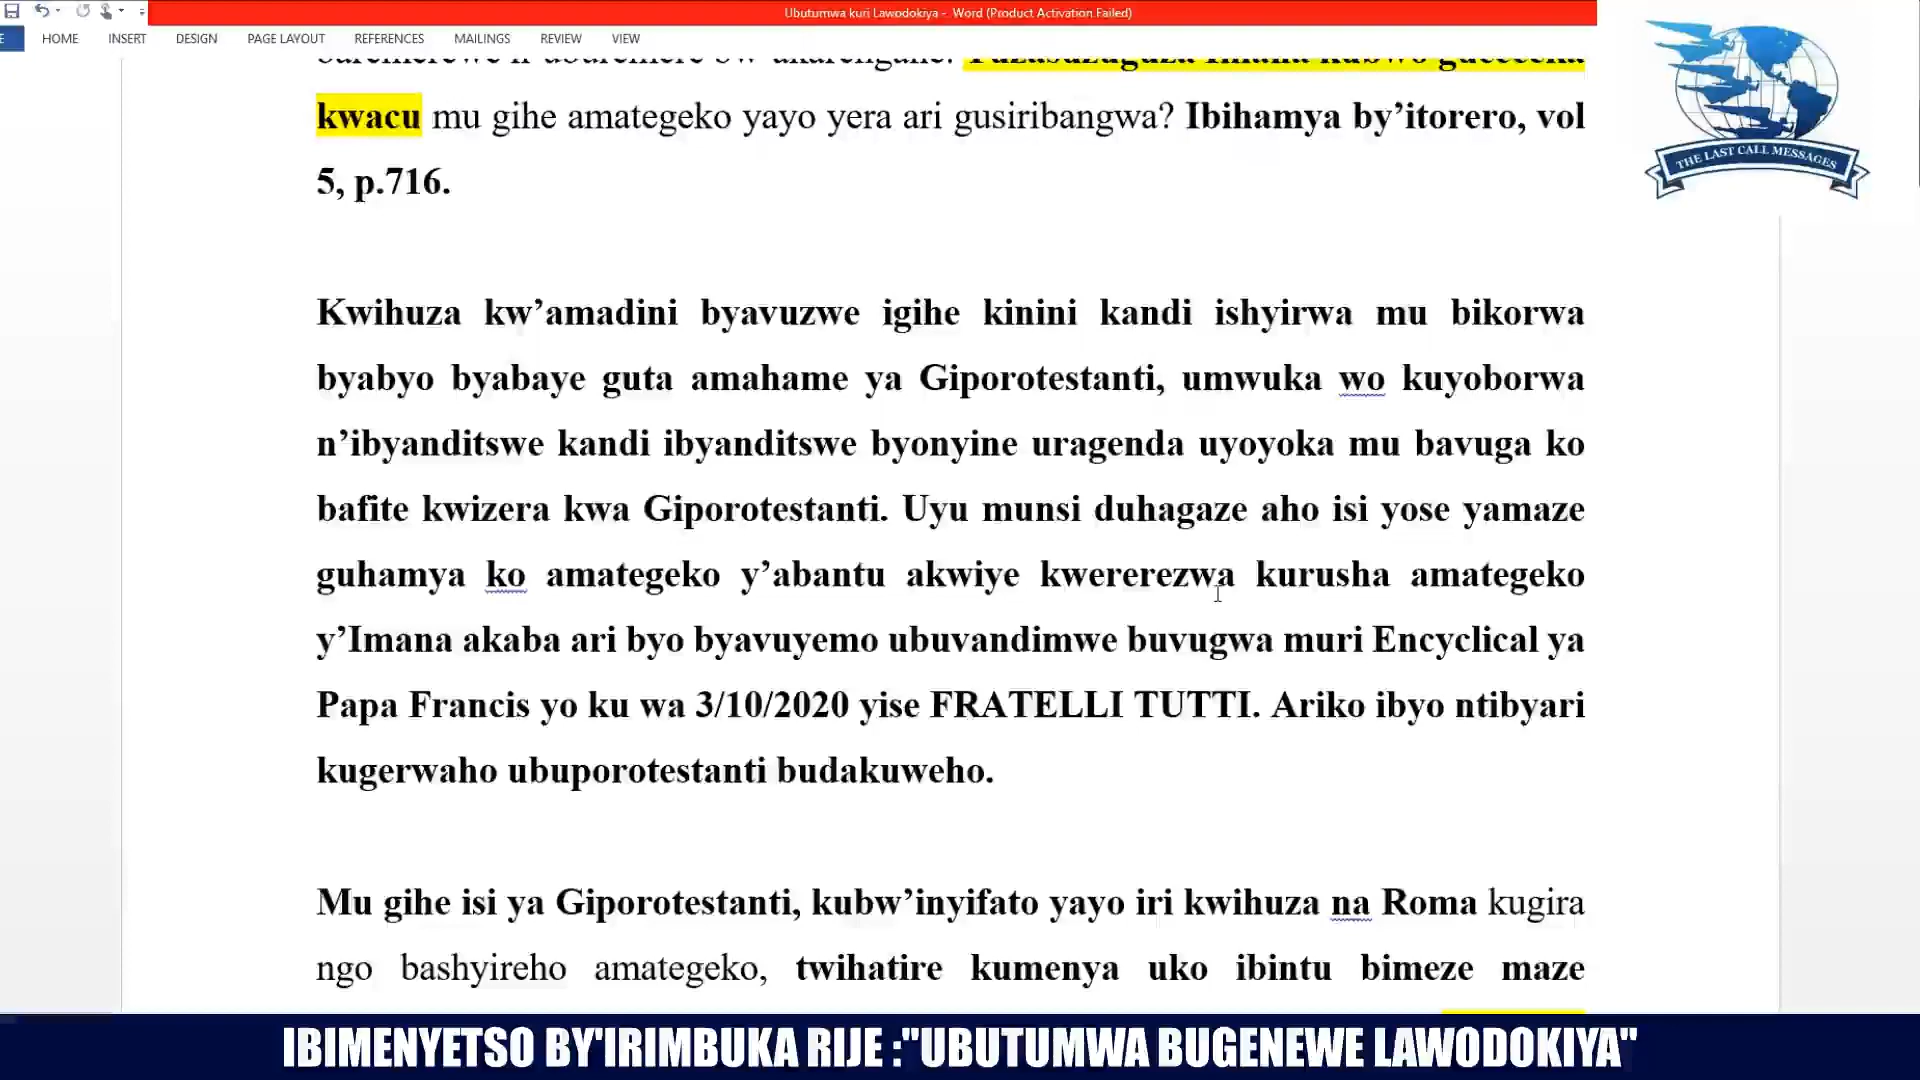 Ubutumwa kuri Lawodokiya - Word (Product Activation Failed)
HOME INSERT DESIGN PAGE LAYOUT REFERENCES MAILINGS REVIEW VIEW
THE LAST CALL MESSAGES
kwacu mu gihe amategeko yayo yera ari gusiribangwa? Ibihamya by’itorero, vol
5, p.716.
Kwihuza kw’amadini byavuzwe igihe kinini kandi ishyirwa mu bikorwa
byabyo byabaye guta amahame ya Giporotestanti, umwuka wo kuyoborwa
n’ibyanditswe kandi ibyanditswe byonyine uragenda uyoyoka mu bavuga ko
bafite kwizera kwa Giporotestanti. Uyu munsi duhagaze aho isi yose yamaze
guhamya ko amategeko y’abantu akwiye kwererezwa kurusha amategeko
y’Imana akaba ari byo byavuyemo ubuvandimwe buvugwa muri Encyclical ya
Papa Francis yo ku wa 3/10/2020 yise FRATELLI TUTTI. Ariko ibyo ntibyari
kugerwaho ubuporotestanti budakuweho.
Mu gihe isi ya Giporotestanti, kubw’inyifato yayo iri kwihuza na Roma kugira
ngo bashyireho amategeko, twihatire kumenya uko ibintu bimeze maze
IBIMENYETSO BY'IRIMBUKA RIJE :"UBUTUMWA BUGENEWE LAWODOKIYA"